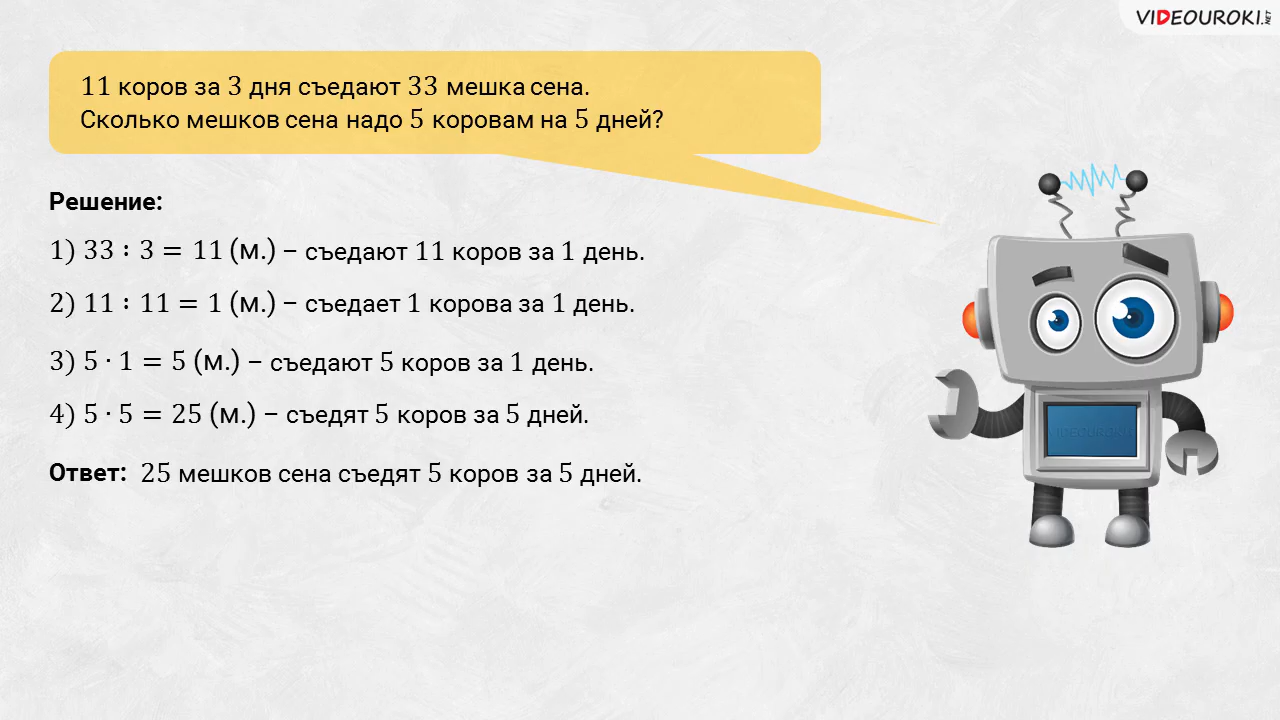 VIDEOUROKI.NET
11 коров за 3 дня съедают 33 мешка сена.
Сколько мешков сена надо 5 коровам на 5 дней?
Решение:
1) 33 : 3 = 11 (м.) – съедают 11 коров за 1 день.
2) 11 : 11 = 1 (м.) – съедает 1 корова за 1 день.
3) 5 · 1 = 5 (м.) – съедают 5 коров за 1 день.
4) 5 · 5 = 25 (м.) – съедят 5 коров за 5 дней.
Ответ: 25 мешков сена съедят 5 коров за 5 дней.
VIDEOUROKI